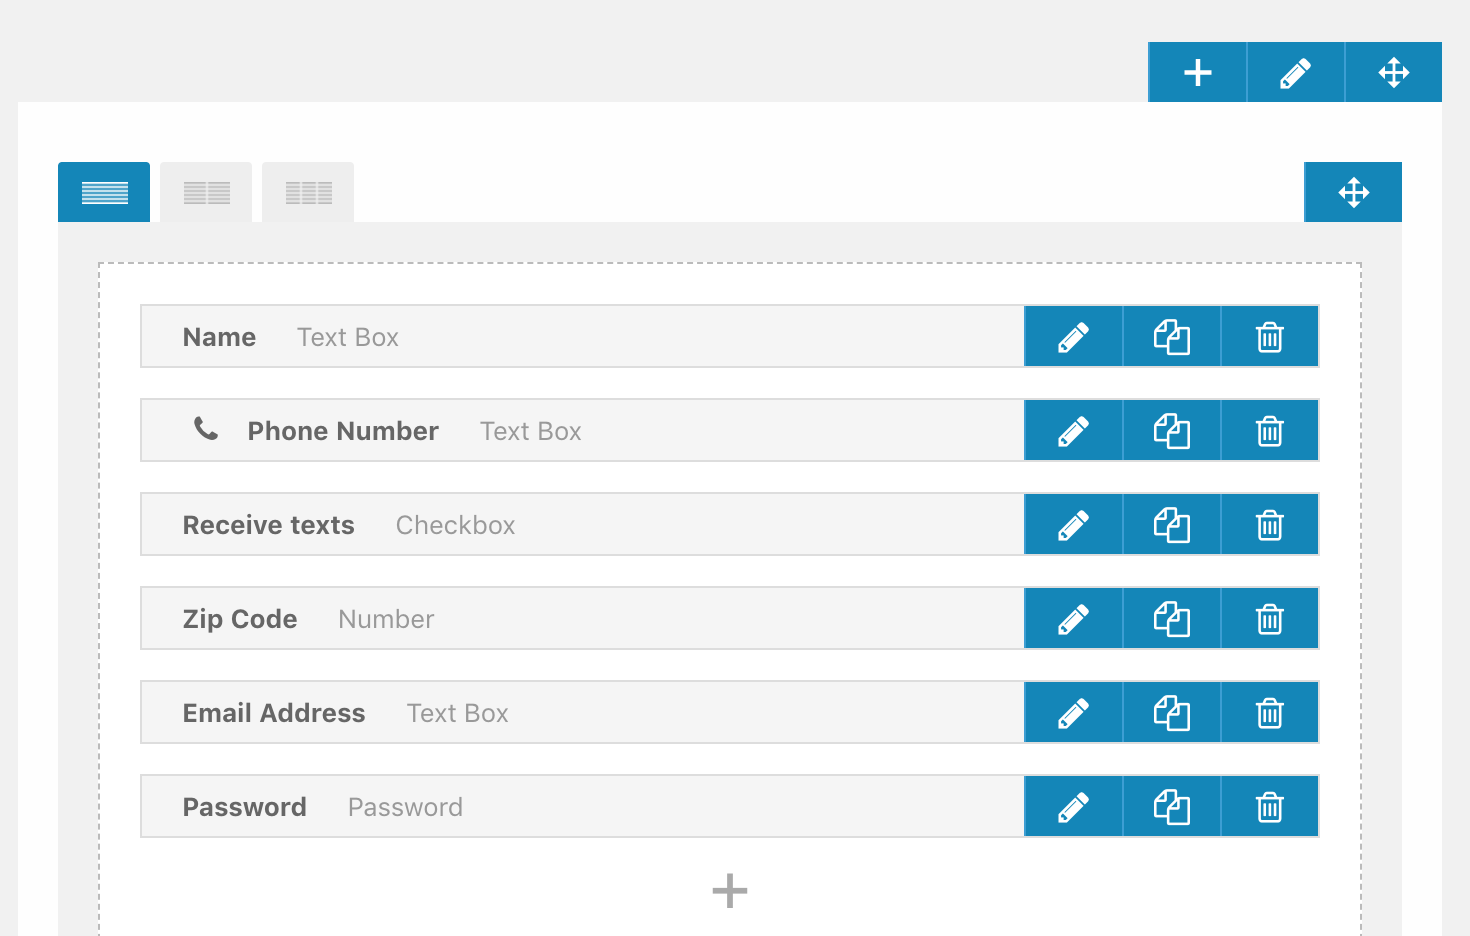 Name Text Box
Phone Number Text Box
Receive texts Checkbox
Zip Code Number
Email Address Text Box
Password Password